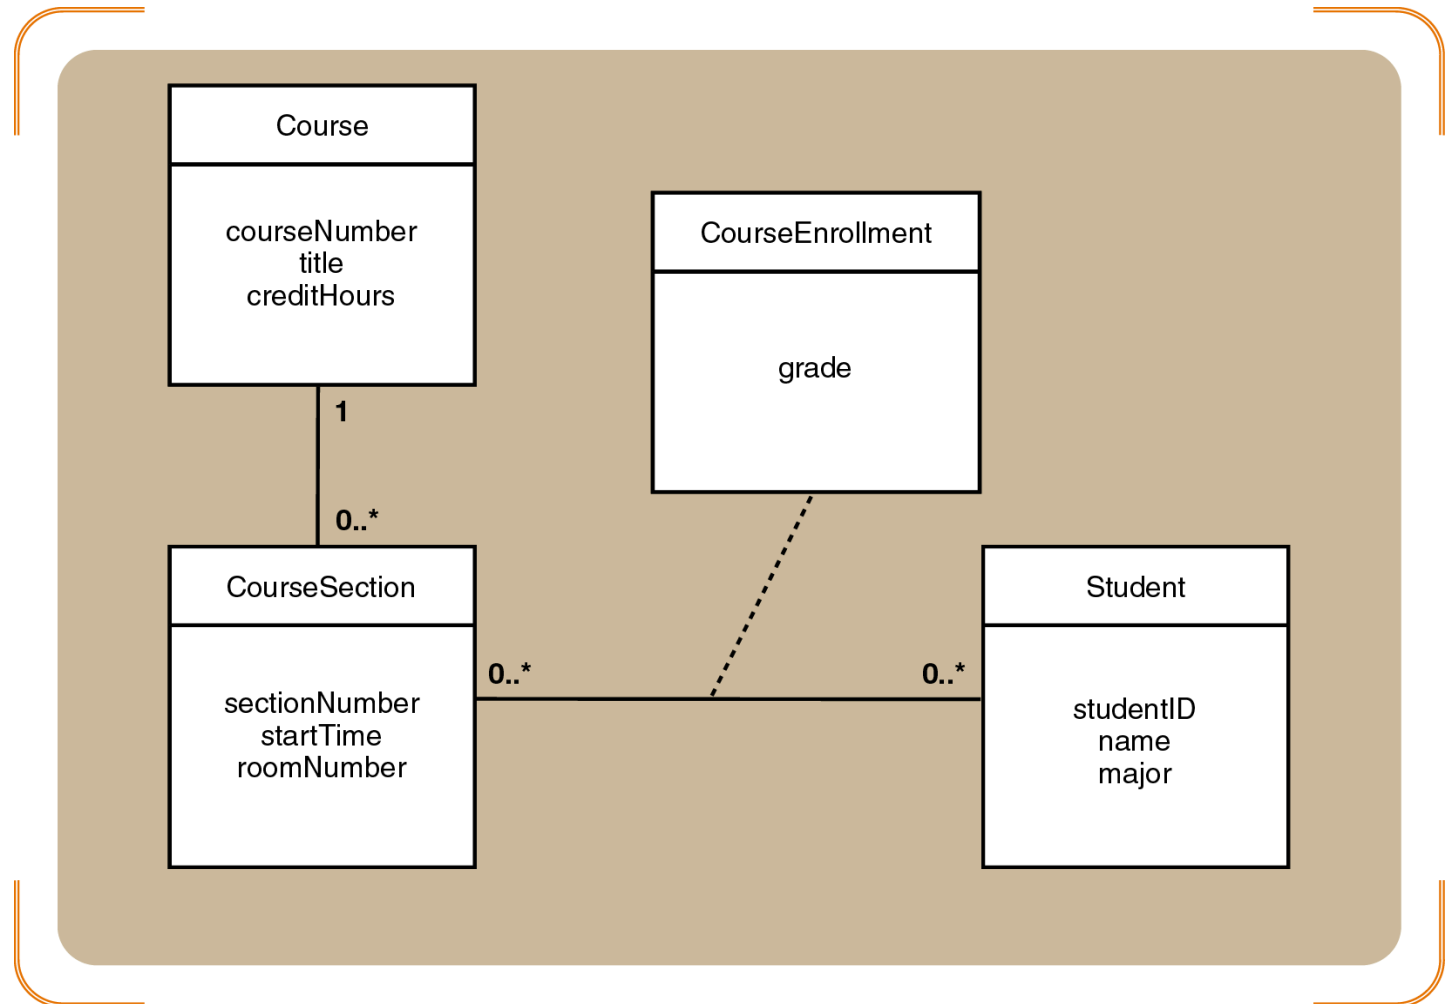 Course
courseNumber
title
creditHours
1
0..*
CourseEnrollment
grade
CourseSection
sectionNumber
startTime
roomNumber
0..*
0..*
Student
studentID
name
major